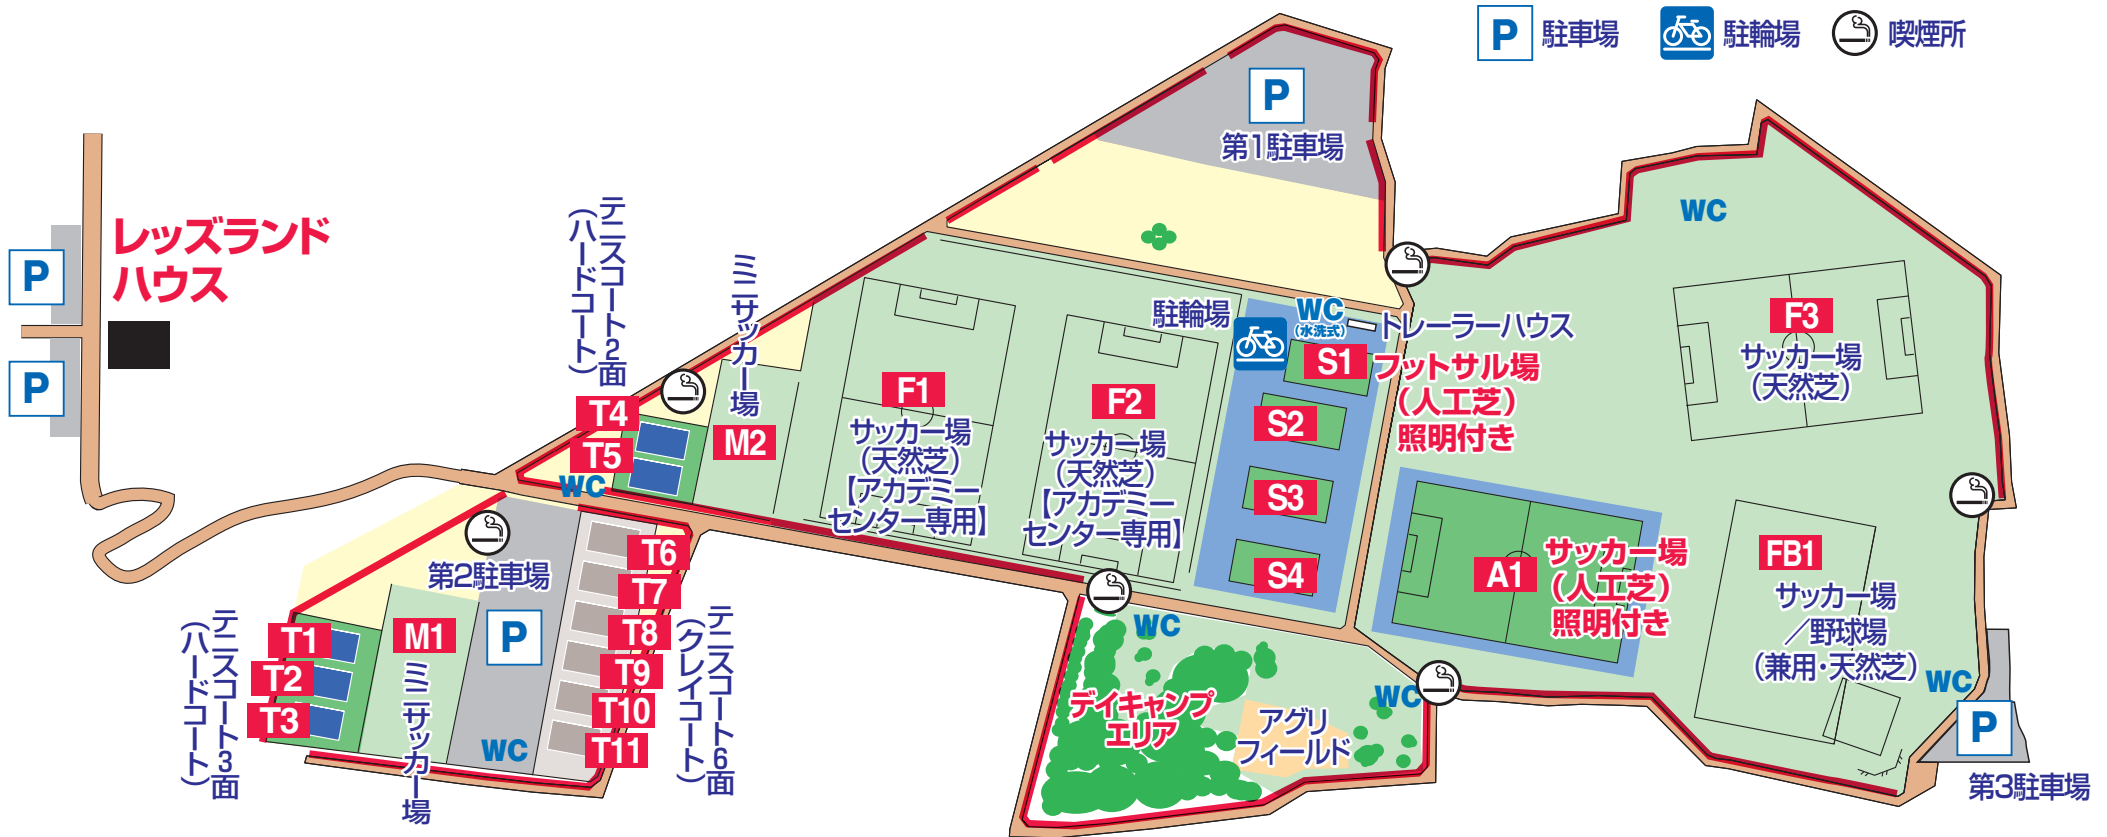 P 駐車場
駐輪場
喫煙所
P
第1駐車場
レッズランド
ハウス
P
P
テニスコート2面
(ハードコート)
ミニサッカー場
T4
T5
WC
M2
F1
サッカー場
(天然芝)
【アカデミー
センター専用】
F2
サッカー場
(天然芝)
【アカデミー
センター専用】
駐輪場
WC
(水洗式)
トレーラーハウス
S1
フットサル場
(人工芝)
照明付き
S2
S3
S4
WC
F3
サッカー場
(天然芝)
A1
サッカー場
(人工芝)
照明付き
FB1
サッカー場
／野球場
(兼用・天然芝)
WC
P
第3駐車場
第2駐車場
P
WC
T1
T2
T3
テニスコート3面
(ハードコート)
M1
ミニサッカー場
T6
T7
T8
T9
T10
T11
テニスコート6面
(クレイコート)
WC
デイキャンプ
エリア
アグリ
フィールド
WC